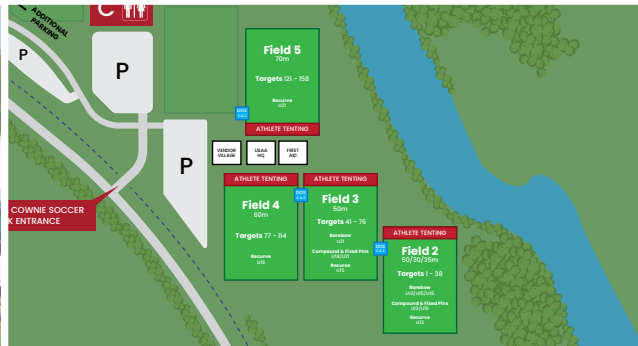 ADDITIONAL
PARKING
C
P
P
P
COWNIE SOCCER
ENTRANCE
Field 5
70m
Targets 121 - 158
Recurve
U21
DOS
ATHLETE TENTING
VENDOR
VILLAGE
USAA
HQ
FIRST
AID
ATHLETE TENTING
Field 4
60m
Targets 77 - 114
Recurve
U18
ATHLETE TENTING
DOS
Field 3
50m
Targets 41 - 76
Barebow
U21
Compound & Fixed Pins
U18/U21
Recurve
U15
ATHLETE TENTING
DOS
Field 2
50/30/25m
Targets 1 - 38
Barebow
U13/U15/U18
Compound & Fixed Pins
U13/U15
Recurve
U13